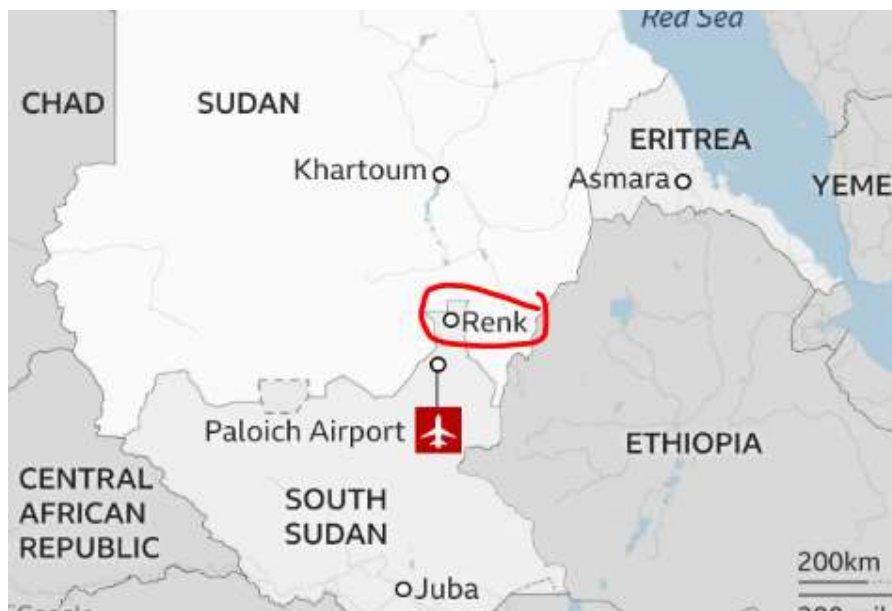 Red Sea
CHAD
SUDAN
ERITREA
Khartoum
Asmara
YEME
Renk
Paloich Airport
ETHIOPIA
CENTRAL
AFRICAN
REPUBLIC
SOUTH
SUDAN
200km
Juba